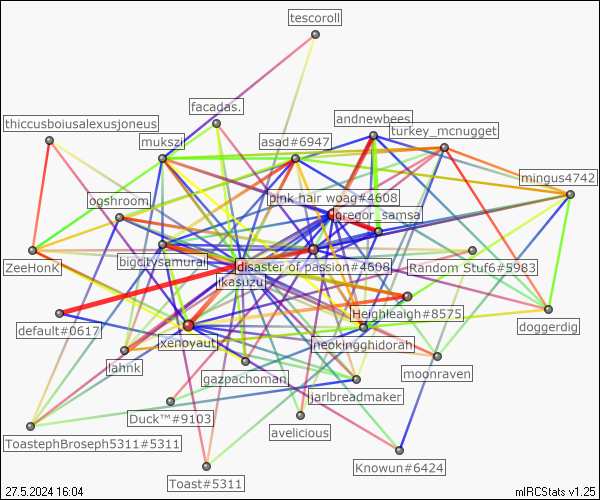 tescoroll
facadas.
thiccusboiusalexusjoneus
andnewbees
turkey_mcnugget
mukszi
asad#6947
mingus4742
pink hair woag#4608
ogshroom
gregor_samsa
ZeeHonK
bigcitysamurai
disaster of passion#4608
Random Stuf6#5983
ikasuzu
default#0617
Heighleigh#8575
doggerdig
xenoyaut
neokingghidorah
lahnk
gazpachoman
moonraven
jarlbreadmaker
Duck™#9103
avelicious
ToastephBroseph5311#5311
Knowun#6424
Toast#5311
27.5.2024 16:04
mIRCStats v1.25